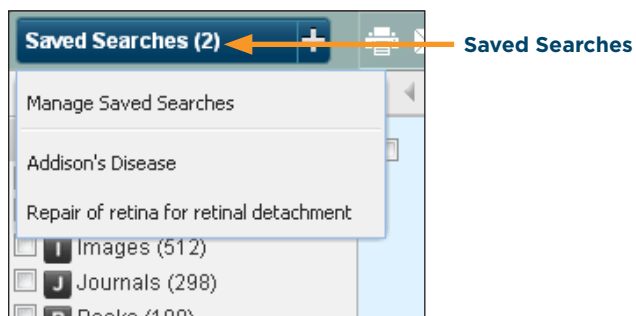 Saved Searches (2)
+
Saved Searches
Manage Saved Searches
Addison's Disease
Repair of retina for retinal detachment
I Images (512)
J Journals (298)